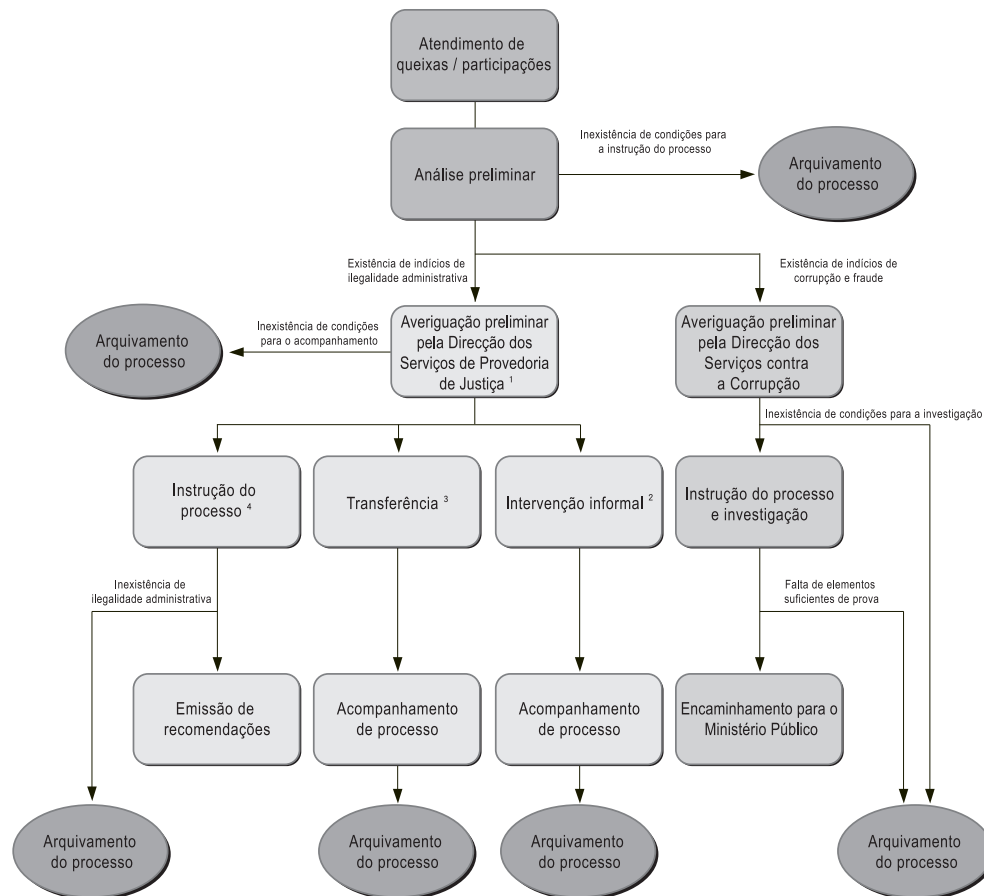 Atendimento de
queixas / participações
Inexistência de condições para
a instrução do processo
Análise preliminar
Arquivamento
do processo
Existência de indícios de
ilegalidade administrativa
Existência de indícios de
corrupção e fraude
Arquivamento
do processo
Inexistência de condições
para o acompanhamento
Averiguação preliminar
pela Direcção dos
Serviços de Provedoria
de Justiça ¹
Averiguação preliminar
pela Direcção dos
Serviços contra
a Corrupção
Inexistência de condições para a investigação
Instrução do
processo ⁴
Transferência ³
Intervenção informal ²
Instrução do processo
e investigação
Inexistência de
ilegalidade administrativa
Falta de elementos
suficientes de prova
Emissão de
recomendações
Acompanhamento
de processo
Acompanhamento
de processo
Encaminhamento para o
Ministério Público
Arquivamento
do processo
Arquivamento
do processo
Arquivamento
do processo
Arquivamento
do processo